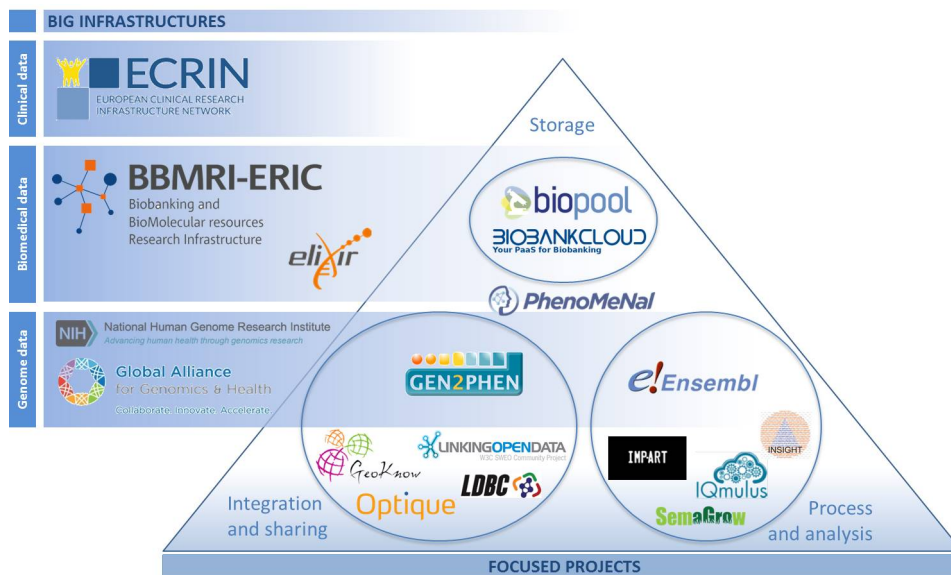 BIG INFRASTRUCTURES
Clinical data
ECRIN
EUROPEAN CLINICAL RESEARCH
INFRASTRUCTURE NETWORK
Storage
Biomedical data
BBMRI-ERIC
Biobanking and
BioMolecular resources
Research Infrastructure
elixir
biopool
BIOBANKCLOUD
Your PaaS for Biobanking
PhenoMeNal
Genome data
NIH
National Human Genome Research Institute
Advancing human health through genomics research
Global Alliance
for Genomics & Health
Collaborate. Innovate. Accelerate.
GEN2PHEN
e!Ensembl
GeoKnow
LINKINGOPENDATA
W3C SWEO Community Project
LDBC
Optique
IMPART
INSIGHT
IQmulus
SemaGrow
Integration
and sharing
Process
and analysis
FOCUSED PROJECTS